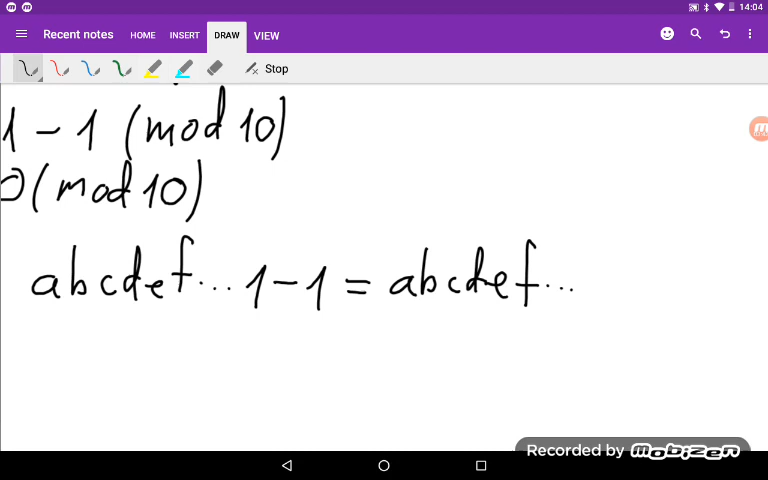 14:04
Recent notes HOME INSERT DRAW VIEW
Stop
1 - 1 (mod 10)
0 (mod 10)
abcdef... 1 - 1 = abcdef...
Recorded by mobizen